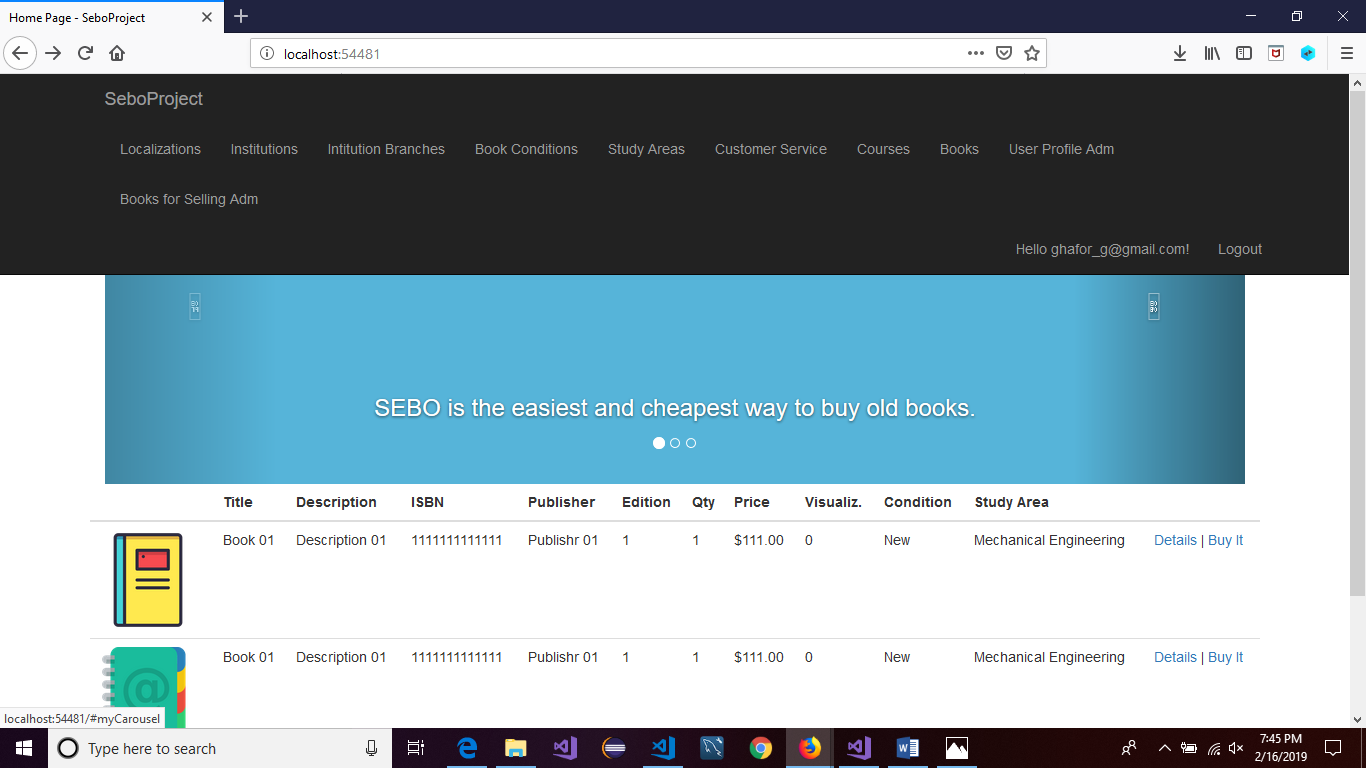 Home Page - SeboProject
localhost:54481
SeboProject
Localizations Institutions Intitution Branches Book Conditions Study Areas Customer Service Courses Books User Profile Adm
Books for Selling Adm
Hello ghafor_g@gmail.com! Logout
SEBO is the easiest and cheapest way to buy old books.
Title Description ISBN Publisher Edition Qty Price Visualiz. Condition Study Area
Book 01 Description 01 1111111111111 Publishr 01 1 1 $111.00 0 New Mechanical Engineering Details | Buy It
@ Book 01 Description 01 1111111111111 Publishr 01 1 1 $111.00 0 New Mechanical Engineering Details | Buy It
localhost:54481/#myCarousel
Type here to search
7:45 PM
2/16/2019